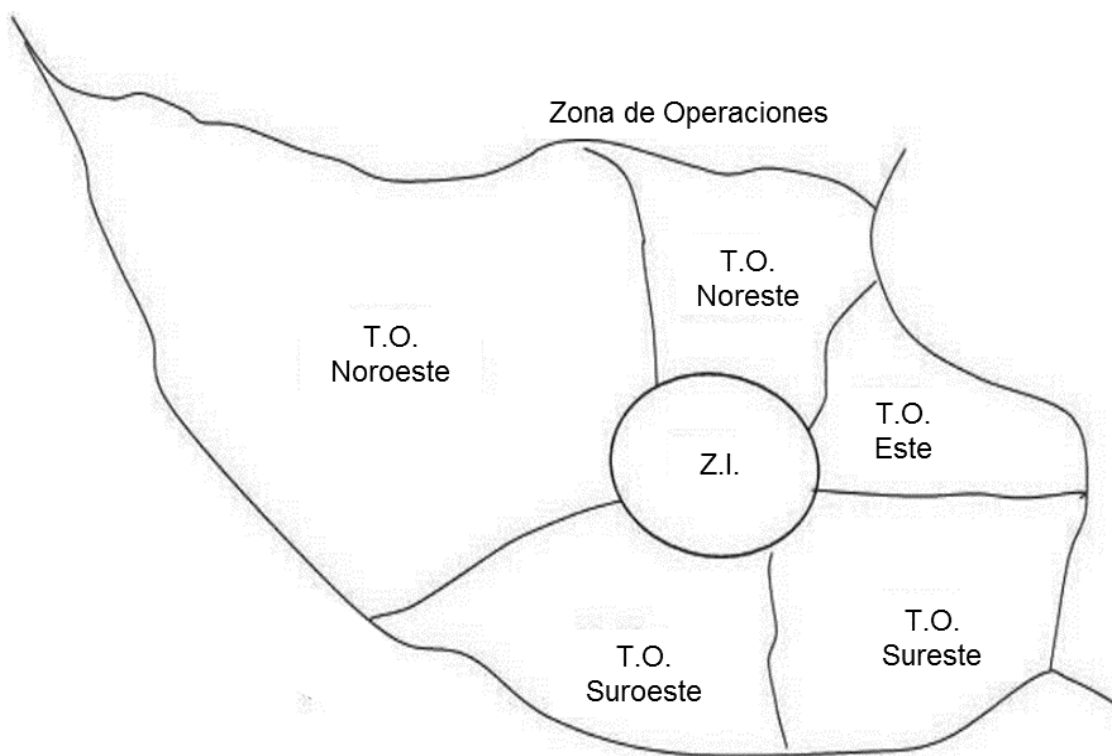 Zona de Operaciones
T.O.
Noreste
T.O.
Noroeste
T.O.
Este
Z.I.
T.O.
Suroeste
T.O.
Sureste